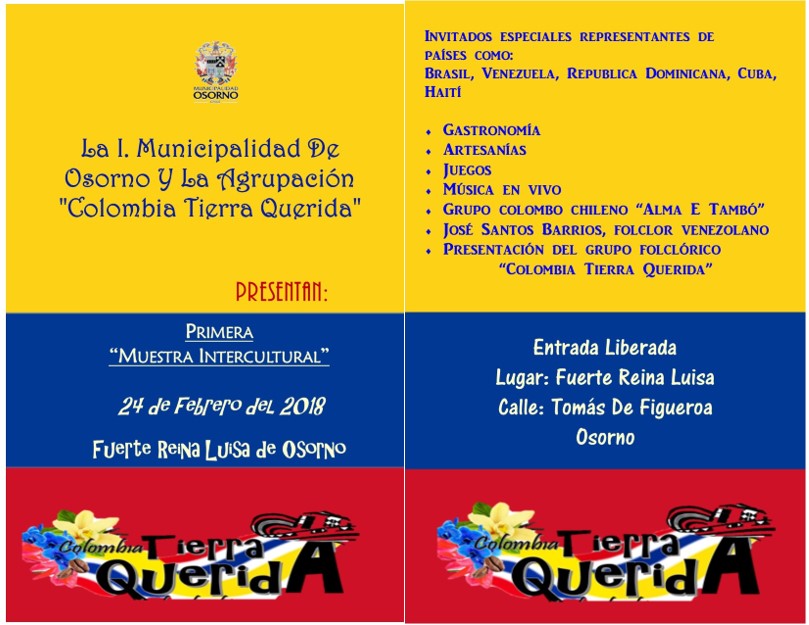 MUNICIPALIDAD
OSORNO
La I. Municipalidad De
Osorno Y La Agrupación
"Colombia Tierra Querida"
PRESENTAN:
PRIMERA
“MUESTRA INTERCULTURAL”
24 de Febrero del 2018
Fuerte Reina Luisa de Osorno
Colombia Tierra
Querida
INVITADOS ESPECIALES REPRESENTANTES DE
PAÍSES COMO:
BRASIL, VENEZUELA, REPUBLICA DOMINICANA, CUBA,
HAITÍ
♦ GASTRONOMÍA
♦ ARTESANÍAS
♦ JUEGOS
♦ MÚSICA EN VIVO
♦ GRUPO COLOMBO CHILENO “ALMA E TAMBÓ”
♦ JOSÉ SANTOS BARRIOS, FOLCLOR VENEZOLANO
♦ PRESENTACIÓN DEL GRUPO FOLCLÓRICO
“COLOMBIA TIERRA QUERIDA”
Entrada Liberada
Lugar: Fuerte Reina Luisa
Calle: Tomás De Figueroa
Osorno
Colombia Tierra
Querida